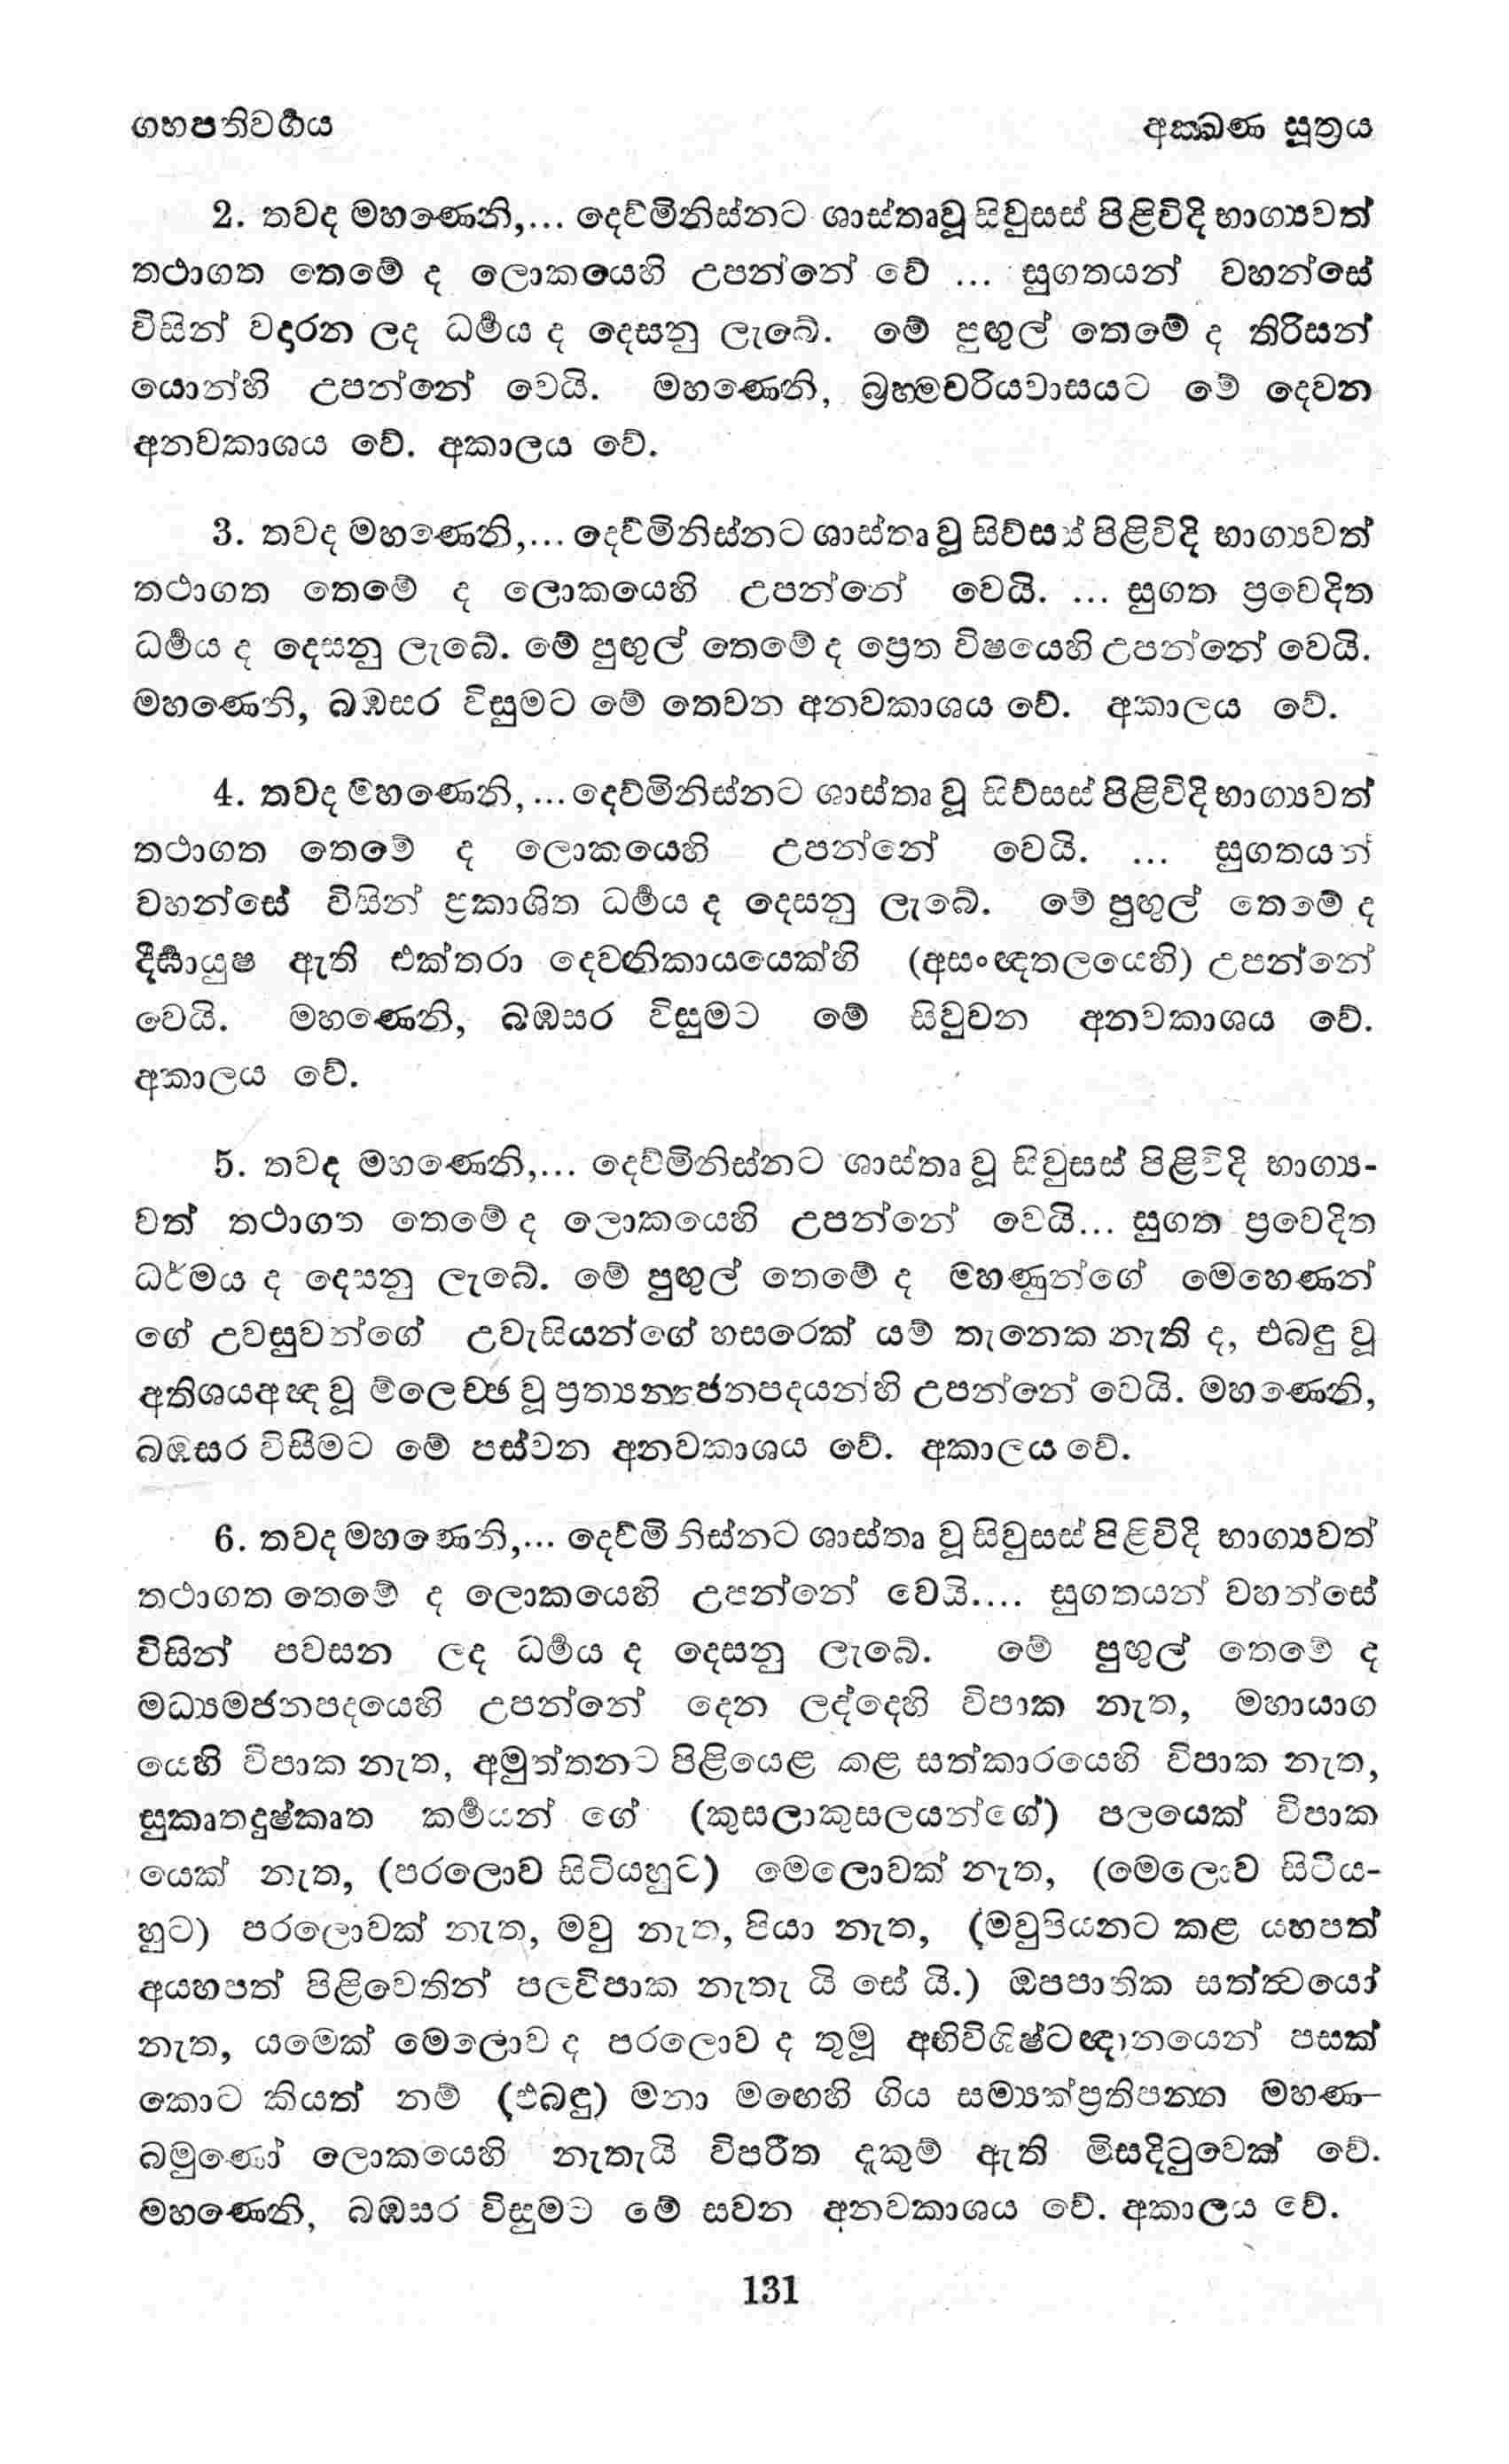 ගහපතිවර්‍ගය
අක්‍ඛණ සූත්‍රය
2. තවද මහණෙනි,... දෙව්මිනිස්නට ශාස්තෘවූ සිවුසස් පිළිවිදි භාග්‍යවත්
තථාගත තෙමේ ද ලොකයෙහි උපන්නේ වේ ... සුගතයන් වහන්සේ
විසින් වදාරන ලද ධර්‍මය ද දෙසනු ලැබේ. මේ පුඟුල් තෙමේ ද තිරිසන්
යොන්හි උපන්නේ වෙයි. මහණෙනි, බ්‍රහ්මචරියවාසයට මේ දෙවන
අනවකාශය වේ. අකාලය වේ.
3. තවද මහණෙනි,... දෙව්මිනිස්නට ශාස්තෘ වූ සිව්සස් පිළිවිදි භාග්‍යවත්
තථාගත තෙමේ ද ලොකයෙහි උපන්නේ වෙයි. ... සුගත ප්‍රවෙදිත
ධර්‍මය ද දෙසනු ලැබේ. මේ පුඟුල් තෙමේ ද ප්‍රෙත විෂයෙහි උපන්නේ වෙයි.
මහණෙනි, බඹසර විසුමට මේ තෙවන අනවකාශය වේ. අකාලය වේ.
4. තවද මහණෙනි, ... දෙව්මිනිස්නට ශාස්තෘ වූ සිව්සස් පිළිවිදි භාග්‍යවත්
තථාගත තෙමේ ද ලොකයෙහි උපන්නේ වෙයි. ... සුගතයන්
වහන්සේ විසින් ප්‍රකාශිත ධර්‍මය ද දෙසනු ලැබේ. මේ පුඟුල් තෙමේ ද
දීර්‍ඝායුෂ ඇති එක්තරා දෙවනිකායයෙක්හි (අසංඥතලයෙහි) උපන්නේ
වෙයි. මහණෙනි, බඹසර විසුමට මේ සිවුවන අනවකාශය වේ.
අකාලය වේ.
5. තවද මහණෙනි,... දෙව්මිනිස්නට ශාස්තෘ වූ සිවුසස් පිළිවිදි භාග්‍ය-
වත් තථාගත තෙමේ ද ලොකයෙහි උපන්නේ වෙයි... සුගත ප්‍රවෙදිත
ධර්මය ද දෙසනු ලැබේ. මේ පුඟුල් තෙමේ ද මහණුන්ගේ මෙහෙණන්
ගේ උවසුවන්ගේ උවැසියන්ගේ හසරෙක් යම් තැනෙක නැති ද, එබඳු වූ
අතිශයඅඥ වූ ම්ලෙච්ඡ වූ ප්‍රත්‍යන්තජනපදයන්හි උපන්නේ වෙයි. මහණෙනි,
බඹසර විසීමට මේ පස්වන අනවකාශය වේ. අකාලය වේ.
6. තවද මහණෙනි,... දෙව්මිනිස්නට ශාස්තෘ වූ සිවුසස් පිළිවිදි භාග්‍යවත්
තථාගත තෙමේ ද ලොකයෙහි උපන්නේ වෙයි.... සුගතයන් වහන්සේ
විසින් පවසන ලද ධර්‍මය ද දෙසනු ලැබේ. මේ පුඟුල් තෙමේ ද
මධ්‍යමජනපදයෙහි උපන්නේ දෙන ලද්දෙහි විපාක නැත, මහායාග
යෙහි විපාක නැත, අමුත්තනට පිළියෙළ කළ සත්කාරයෙහි විපාක නැත,
සුකෘතදුෂ්කෘත කර්‍මයන් ගේ (කුසලාකුසලයන්ගේ) පලයෙක් විපාක
යෙක් නැත, (පරලොව සිටියහුට) මෙලොවක් නැත, (මෙලොව සිටිය-
හුට) පරලොවක් නැත, මවු නැත, පියා නැත, (මවුපියනට කළ යහපත්
අයහපත් පිළිවෙතින් පලවිපාක නැතැ යි සේ යි.) ඔපපාතික සත්ත්‍වයෝ
නැත, යමෙක් මෙලොව ද පරලොව ද තුමූ අභිවිශිෂ්ටඥානයෙන් පසක්
කොට කියත් නම් (එබඳු) මනා මඟෙහි ගිය සම්‍යක්ප්‍රතිපන්න මහණ-
බමුණෝ ලොකයෙහි නැතැයි විපරීත දැකුම් ඇති මිසදිටුවෙක් වේ.
මහණෙනි, බඹසර විසුමට මේ සවන අනවකාශය වේ. අකාලය වේ.
131